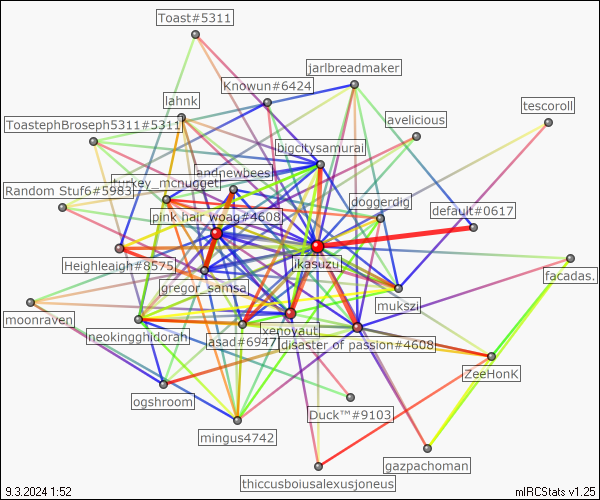 Toast#5311
jarlbreadmaker
Knowun#6424
lahnk
tescoroll
avelicious
ToastephBroseph5311#5311
bigcitysamurai
andnewbees
turkey_mcnugget
Random Stuf6#5983
doggerdig
default#0617
pink hair woag#4608
ikasuzu
Heighleaigh#8575
facadas.
gregor_samsa
mukszi
moonraven
xenoyaut
neokingghidorah
asad#6947
disaster of passion#4608
ZeeHonK
ogshroom
Duck™#9103
mingus4742
gazpachoman
thiccusboiusalexusjoneus
9.3.2024 1:52
mIRCStats v1.25